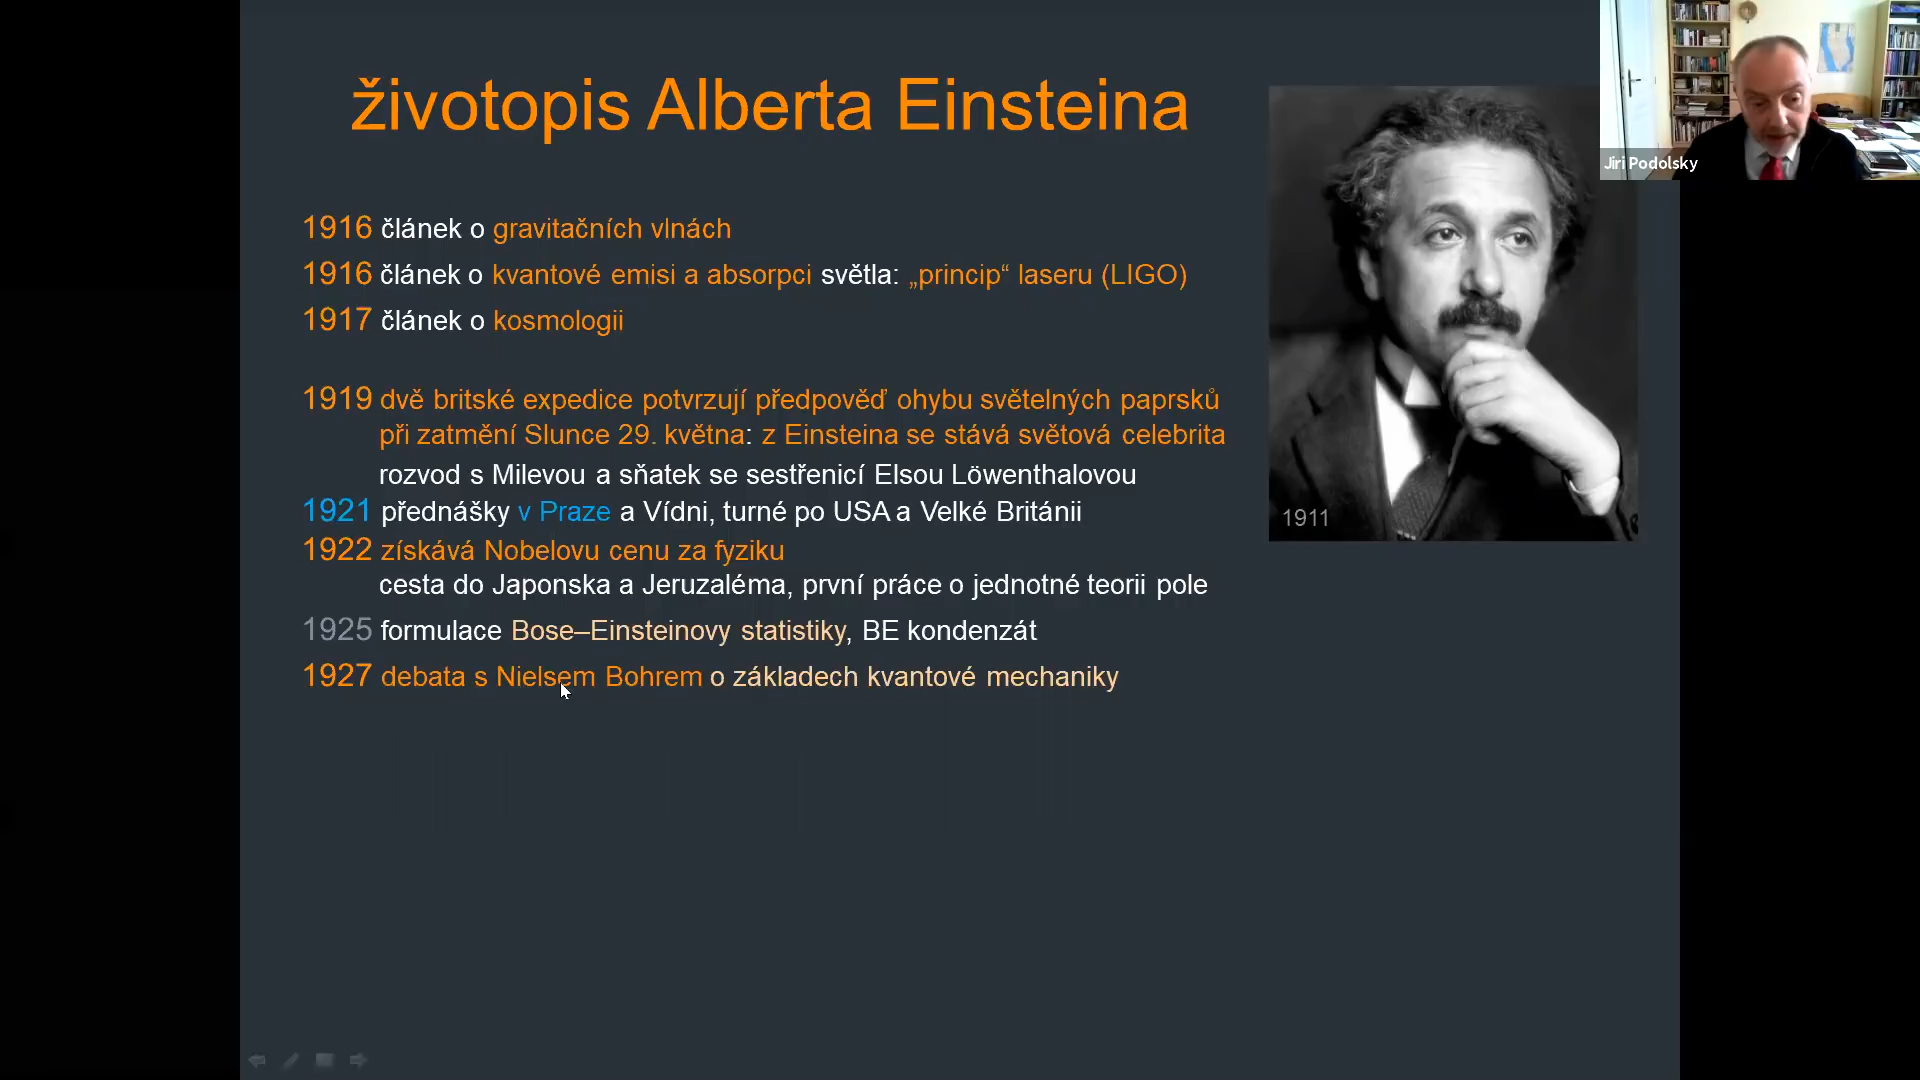 životopis Alberta Einsteina
Jiri Podolsky
1916 článek o gravitačních vlnách
1916 článek o kvantové emisi a absorpci světla: „princip“ laseru (LIGO)
1917 článek o kosmologii
1919 dvě britské expedice potvrzují předpověď ohybu světelných paprsků
při zatmění Slunce 29. května: z Einsteina se stává světová celebrita
rozvod s Milevou a sňatek se sestřenicí Elsou Löwenthalovou
1921 přednášky v Praze a Vídni, turné po USA a Velké Británii
1922 získává Nobelovu cenu za fyziku
cesta do Japonska a Jeruzaléma, první práce o jednotné teorii pole
1925 formulace Bose–Einsteinovy statistiky, BE kondenzát
1927 debata s Nielsem Bohrem o základech kvantové mechaniky
1911